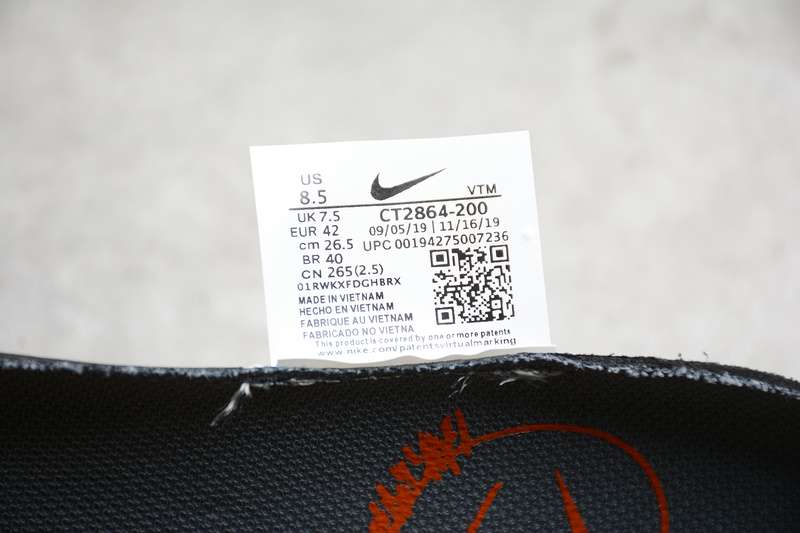 US
8.5
VTM
UK 7.5
CT2864-200
EUR 42
09/05/19 | 11/16/19
cm 26.5
UPC 00194275007236
BR 40
CN 265(2.5)
01RWKXFDGHBRX
MADE IN VIETNAM
HECHO EN VIETNAM
FABRIQUE AU VIETNAM
FABRICADO NO VIETNA
This product is covered by one or more patents
www.nike.com/patentsvirtualmarking